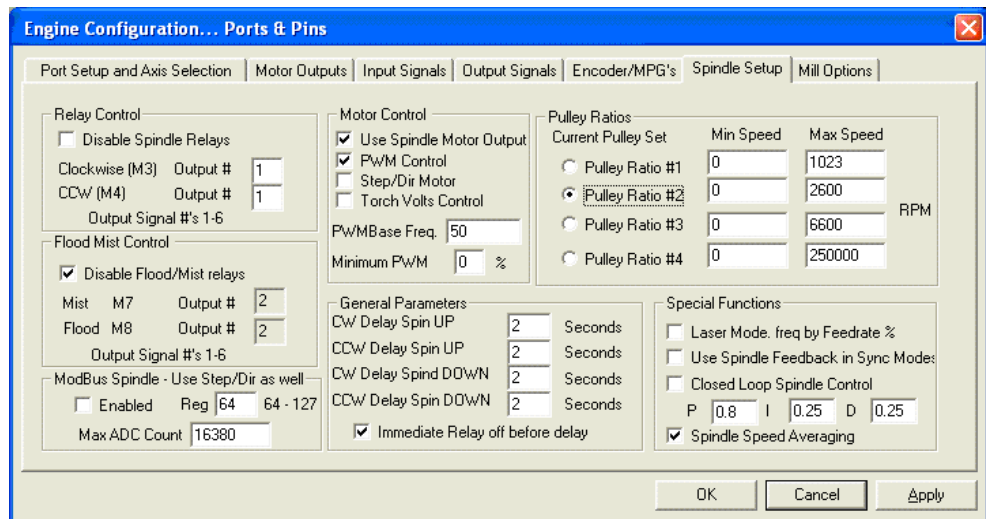 Engine Configuration... Ports & Pins
Port Setup and Axis Selection
Motor Outputs
Input Signals
Output Signals
Encoder/MPG's
Spindle Setup
Mill Options
Relay Control
Disable Spindle Relays
Clockwise (M3) Output # 1
CCW (M4) Output # 1
Output Signal #'s 1-6
Flood Mist Control
Disable Flood/Mist relays
Mist M7 Output # 2
Flood M8 Output # 2
Output Signal #'s 1-6
ModBus Spindle - Use Step/Dir as well
Enabled Reg 64 64 - 127
Max ADC Count 16380
Motor Control
Use Spindle Motor Output
PWM Control
Step/Dir Motor
Torch Volts Control
PWMBase Freq. 50
Minimum PWM 0 %
General Parameters
CW Delay Spin UP 2 Seconds
CCW Delay Spin UP 2 Seconds
CW Delay Spind DOWN 2 Seconds
CCW Delay Spin DOWN 2 Seconds
Immediate Relay off before delay
Pulley Ratios
Current Pulley Set Min Speed Max Speed
Pulley Ratio #1 0 1023
Pulley Ratio #2 0 2600
RPM
Pulley Ratio #3 0 6600
Pulley Ratio #4 0 250000
Special Functions
Laser Mode. freq by Feedrate %
Use Spindle Feedback in Sync Modes
Closed Loop Spindle Control
P 0.8 I 0.25 D 0.25
Spindle Speed Averaging
OK
Cancel
Apply